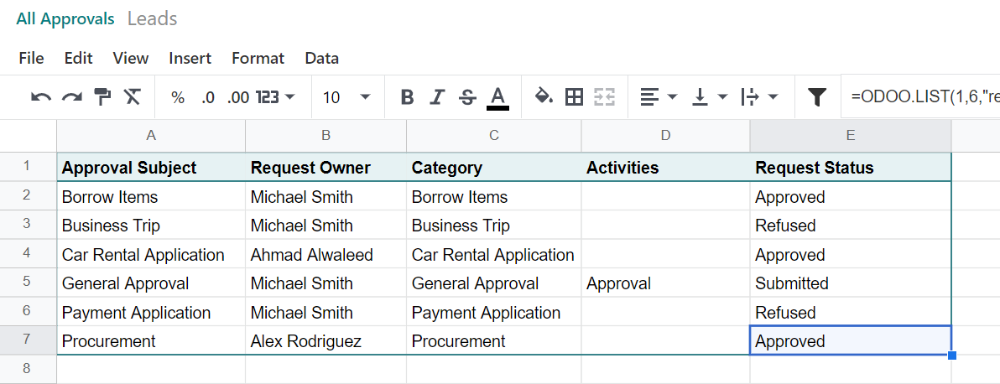 All Approvals Leads
File Edit View Insert Format Data
% .0 .00 123 10 B I S A =ODOO.LIST(1,6,"re
A B C D E
1 Approval Subject Request Owner Category Activities Request Status
2 Borrow Items Michael Smith Borrow Items Approved
3 Business Trip Michael Smith Business Trip Refused
4 Car Rental Application Ahmad Alwaleed Car Rental Application Approved
5 General Approval Michael Smith General Approval Approval Submitted
6 Payment Application Michael Smith Payment Application Refused
7 Procurement Alex Rodriguez Procurement Approved
8